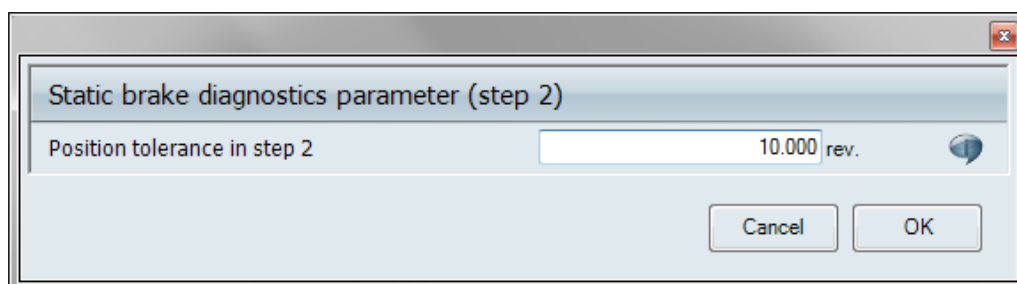 Static brake diagnostics parameter (step 2)
Position tolerance in step 2 10.000 rev.
Cancel OK